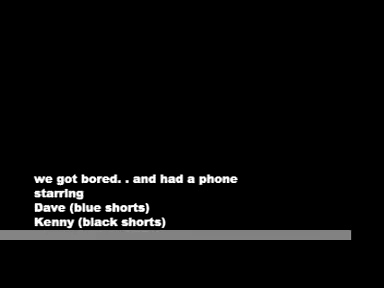 we got bored. . and had a phone
starring
Dave (blue shorts)
Kenny (black shorts)